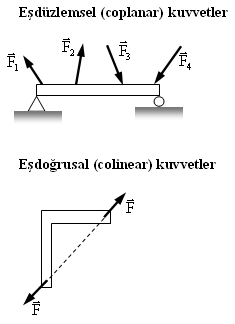 Eşdüzlemsel (coplanar) kuvvetler
F₁ F₂ F₃ F₄
Eşdoğrusal (colinear) kuvvetler
F
F